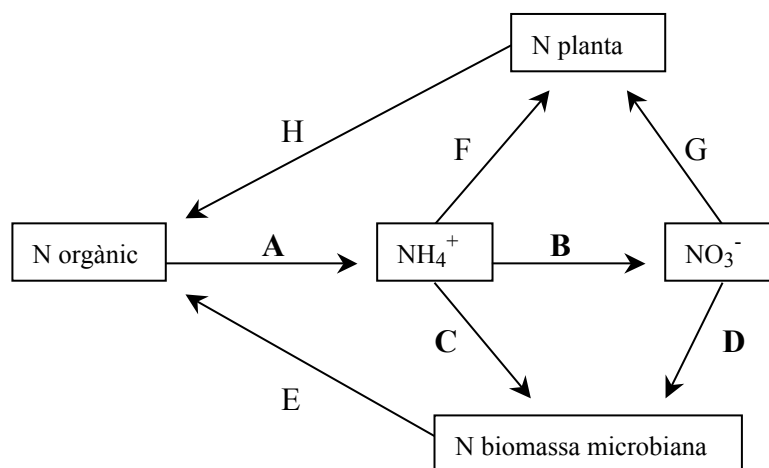 N planta
H
F
G
N orgànic
A
NH₄⁺
B
NO₃⁻
C
D
E
N biomassa microbiana